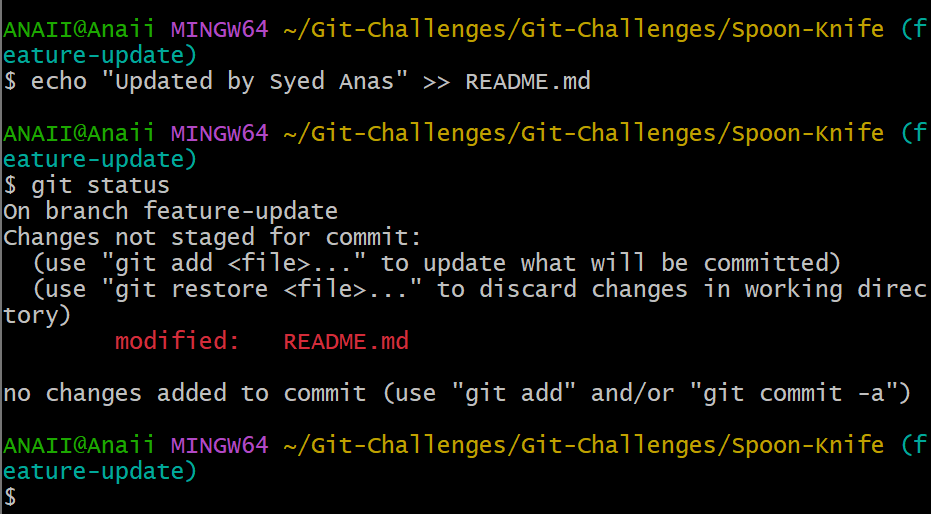 ANAII@Anaii MINGW64 ~/Git-Challenges/Git-Challenges/Spoon-Knife (f
eature-update)
$ echo "Updated by Syed Anas" >> README.md
ANAII@Anaii MINGW64 ~/Git-Challenges/Git-Challenges/Spoon-Knife (f
eature-update)
$ git status
On branch feature-update
Changes not staged for commit:
  (use "git add <file>..." to update what will be committed)
  (use "git restore <file>..." to discard changes in working direc
tory)
        modified:   README.md
no changes added to commit (use "git add" and/or "git commit -a")
ANAII@Anaii MINGW64 ~/Git-Challenges/Git-Challenges/Spoon-Knife (f
eature-update)
$